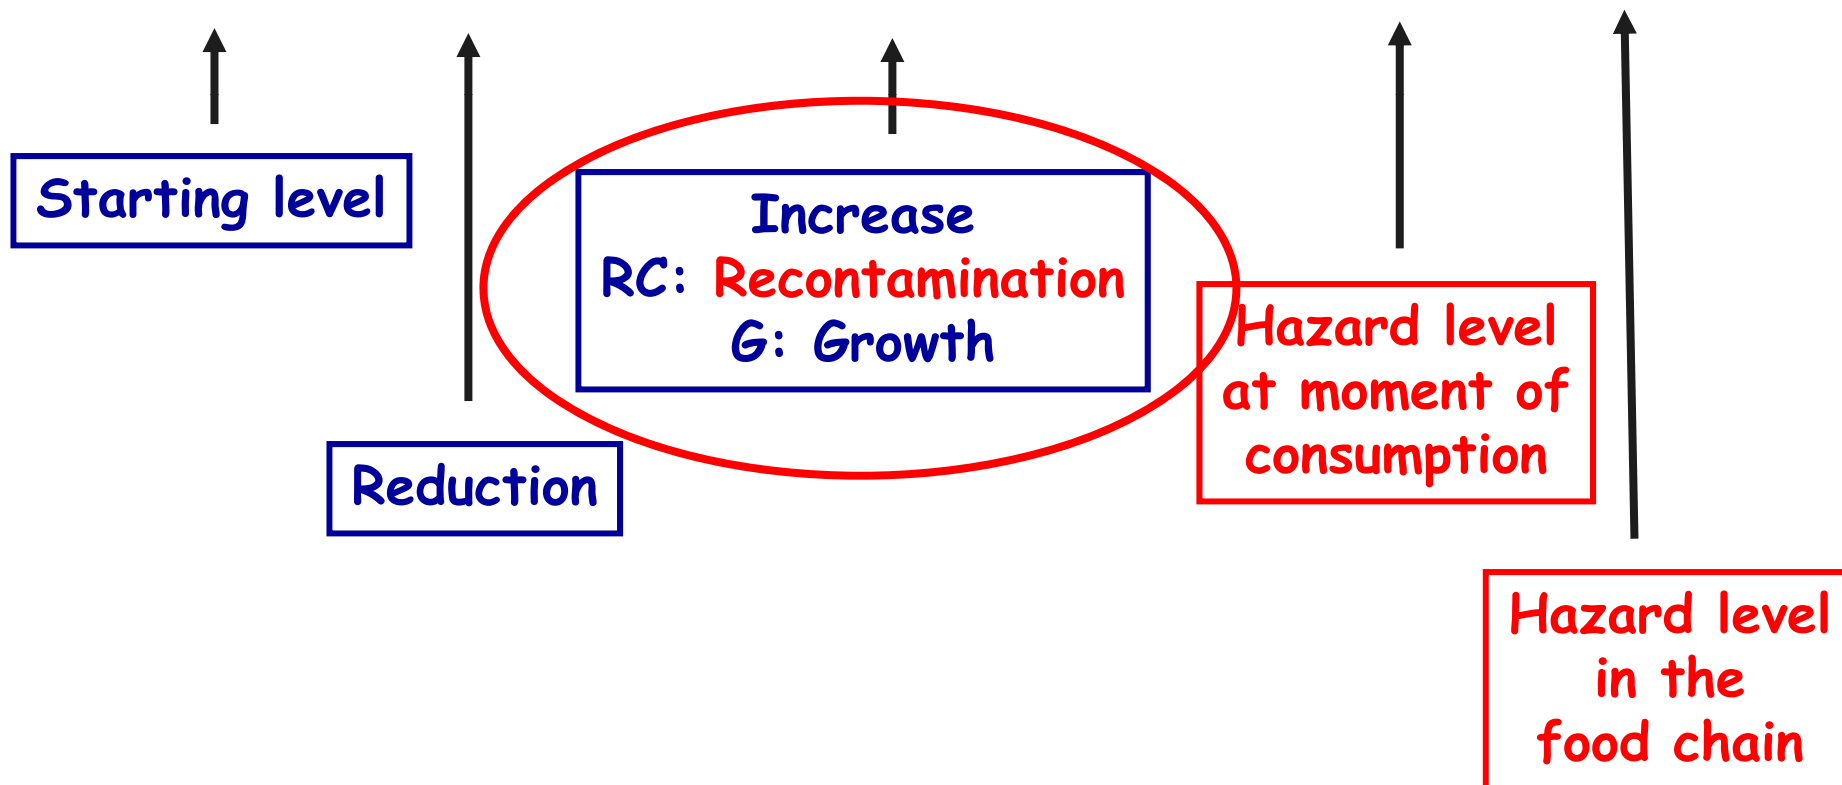 Starting level
Reduction
Increase
RC: Recontamination
G: Growth
Hazard level
at moment of
consumption
Hazard level
in the
food chain